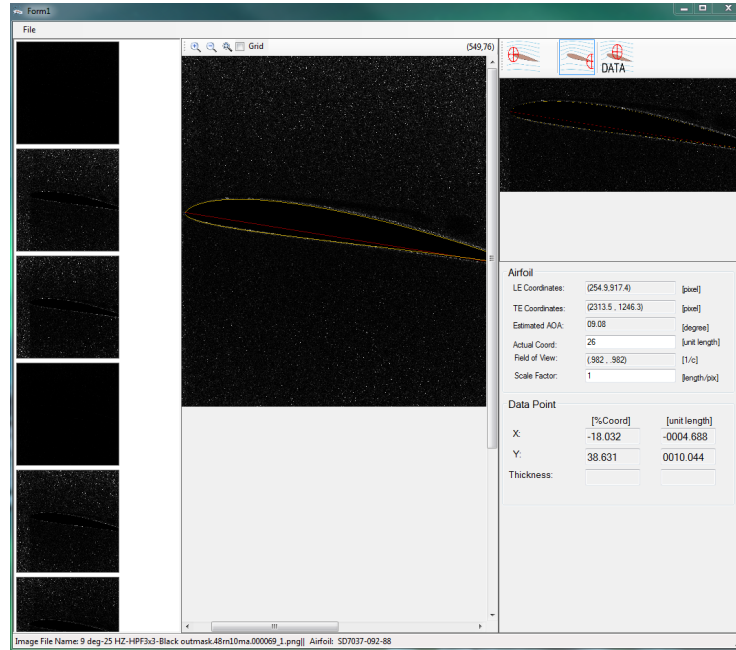 Form1
File
Grid
(549,76)
DATA
Airfoil
LE Coordinates: (254.9,917.4) [pixel]
TE Coordinates: (2313.5 , 1246.3) [pixel]
Estimated AOA: 09.08 [degree]
Actual Coord: 26 [unit length]
Field of View: (.982 , .982) [1/c]
Scale Factor: 1 [length/pix]
Data Point
[%Coord] [unit length]
X: -18.032 -0004.688
Y: 38.631 0010.044
Thickness:
Image File Name: 9 deg-25 HZ-HPF3x3-Black outmask.48rn10ma.000069_1.png|| Airfoil: SD7037-092-88